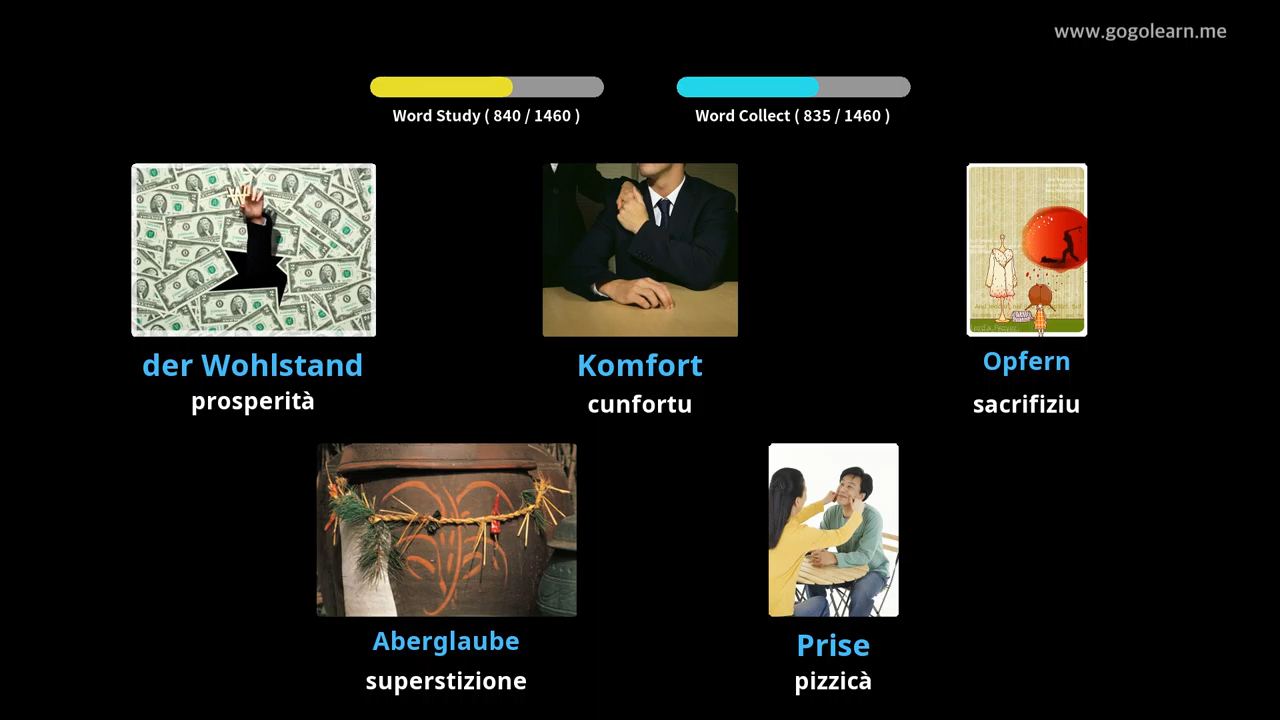 www.gogolearn.me
Word Study ( 840 / 1460 )
Word Collect ( 835 / 1460 )
der Wohlstand
prosperità
Komfort
cunfortu
Opfern
sacrifiziu
Aberglaube
superstizione
Prise
pizzicà